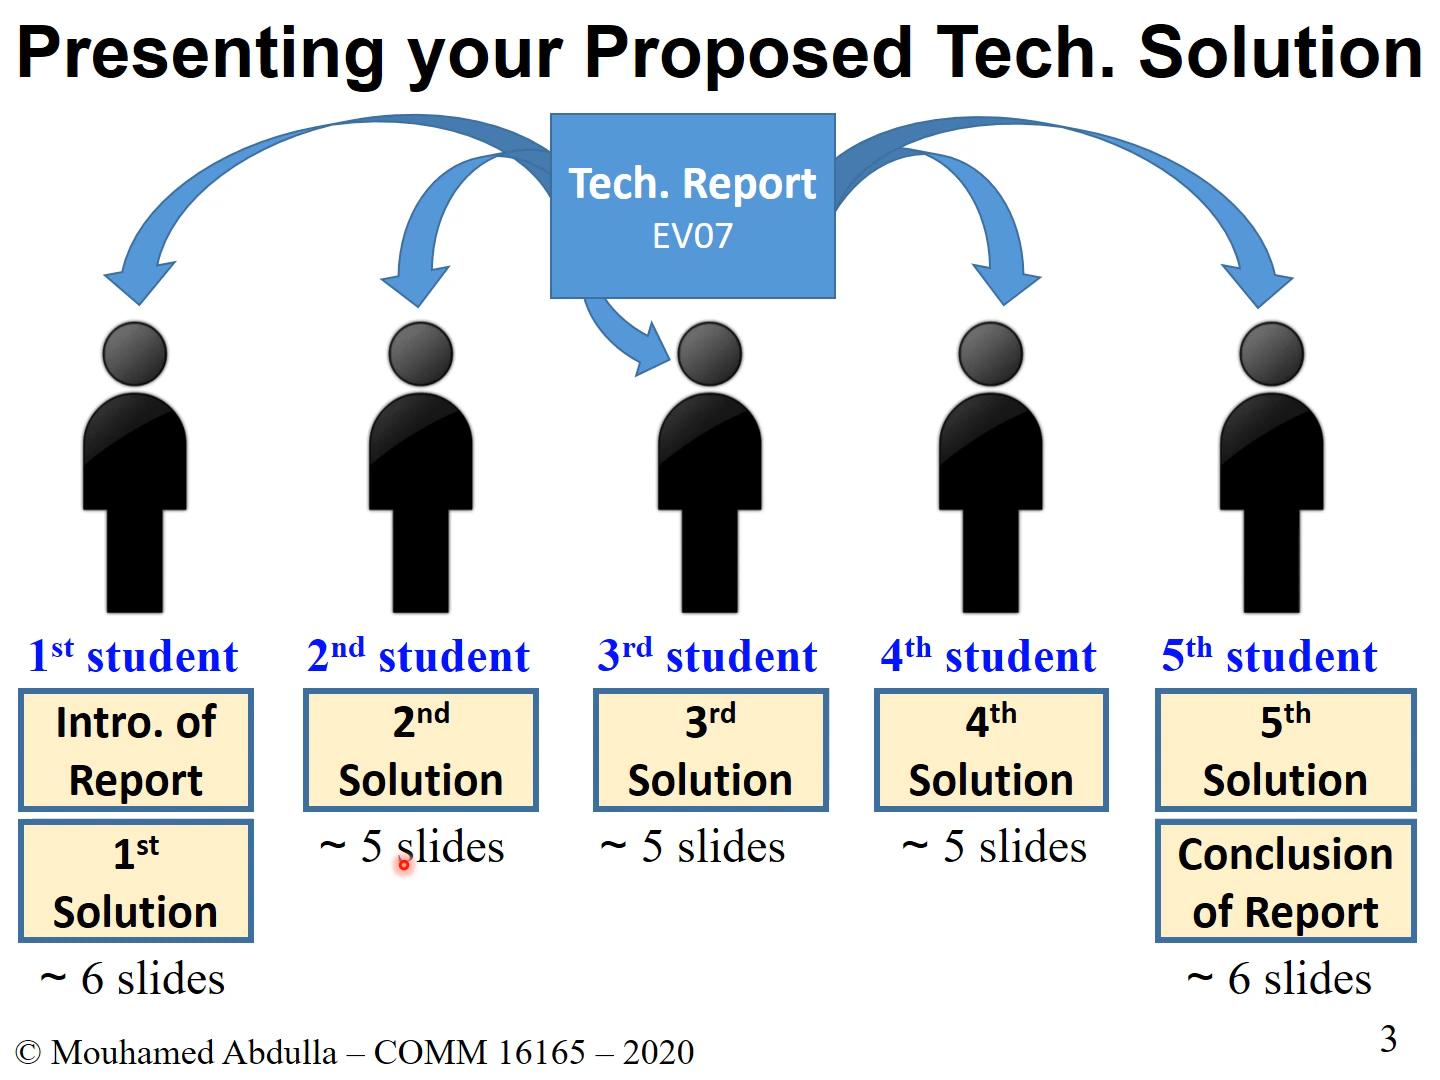 Presenting your Proposed Tech. Solution
Tech. Report
EV07
1st student
2nd student
3rd student
4th student
5th student
Intro. of
Report
2nd
Solution
3rd
Solution
4th
Solution
5th
Solution
1st
Solution
~ 5 slides
~ 5 slides
~ 5 slides
Conclusion
of Report
~ 6 slides
~ 6 slides
© Mouhamed Abdulla – COMM 16165 – 2020
3